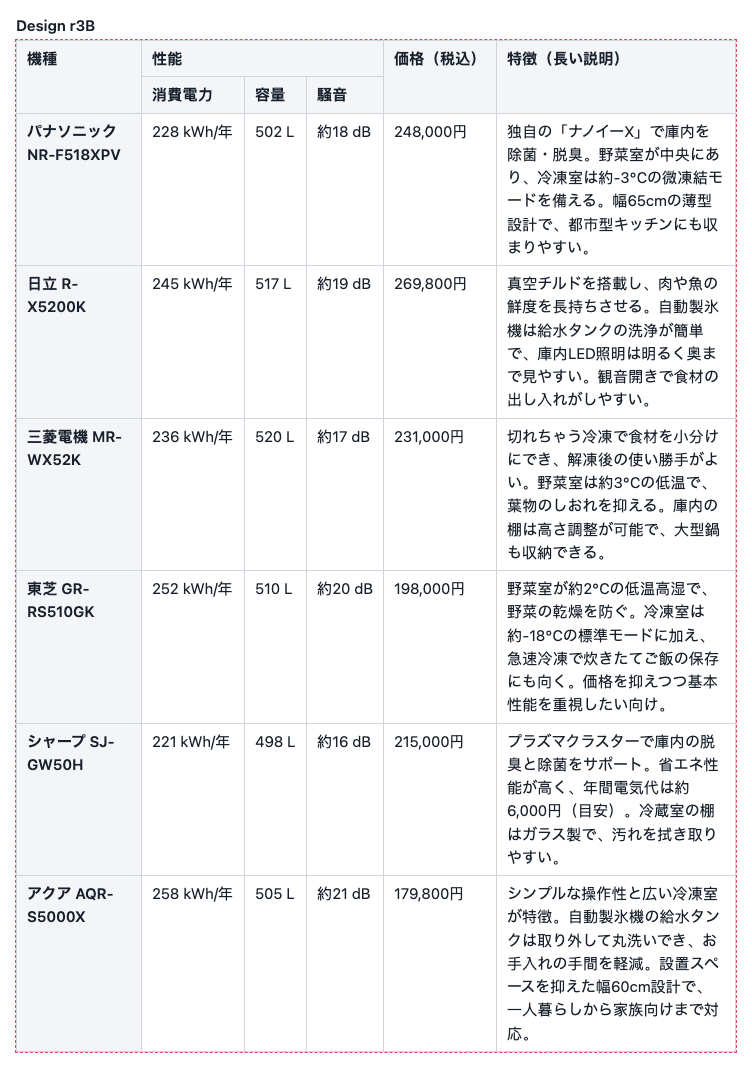 Design r3B
機種 性能 価格（税込） 特徴（長い説明）
消費電力 容量 騒音
パナソニック 228 kWh/年 502 L 約18 dB 248,000円 独自の「ナノイーX」で庫内を
NR-F518XPV 除菌・脱臭。野菜室が中央にあ
り、冷凍室は約-3°Cの微凍結モ
ードを備える。幅65cmの薄型
設計で、都市型キッチンにも収
まりやすい。
日立 R- 245 kWh/年 517 L 約19 dB 269,800円 真空チルドを搭載し、肉や魚の
X5200K 鮮度を長持ちさせる。自動製氷
機は給水タンクの洗浄が簡単
で、庫内LED照明は明るく奥ま
で見やすい。観音開きで食材の
出し入れがしやすい。
三菱電機 MR- 236 kWh/年 520 L 約17 dB 231,000円 切れちゃう冷凍で食材を小分け
WX52K にでき、解凍後の使い勝手がよ
い。野菜室は約3°Cの低温で、
葉物のしおれを抑える。庫内の
棚は高さ調整が可能で、大型鍋
も収納できる。
東芝 GR- 252 kWh/年 510 L 約20 dB 198,000円 野菜室が約2°Cの低温高湿で、
RS510GK 野菜の乾燥を防ぐ。冷凍室は
約-18°Cの標準モードに加え、
急速冷凍で炊きたてご飯の保存
にも向く。価格を抑えつつ基本
性能を重視したい向け。
シャープ SJ- 221 kWh/年 498 L 約16 dB 215,000円 プラズマクラスターで庫内の脱
GW50H 臭と除菌をサポート。省エネ性
能が高く、年間電気代は約
6,000円（目安）。冷蔵室の棚
はガラス製で、汚れを拭き取り
やすい。
アクア AQR- 258 kWh/年 505 L 約21 dB 179,800円 シンプルな操作性と広い冷凍室
S5000X が特徴。自動製氷機の給水タン
クは取り外して丸洗いでき、お
手入れの手間を軽減。設置スペ
ースを抑えた幅60cm設計で、
一人暮らしから家族向けまで対
応。